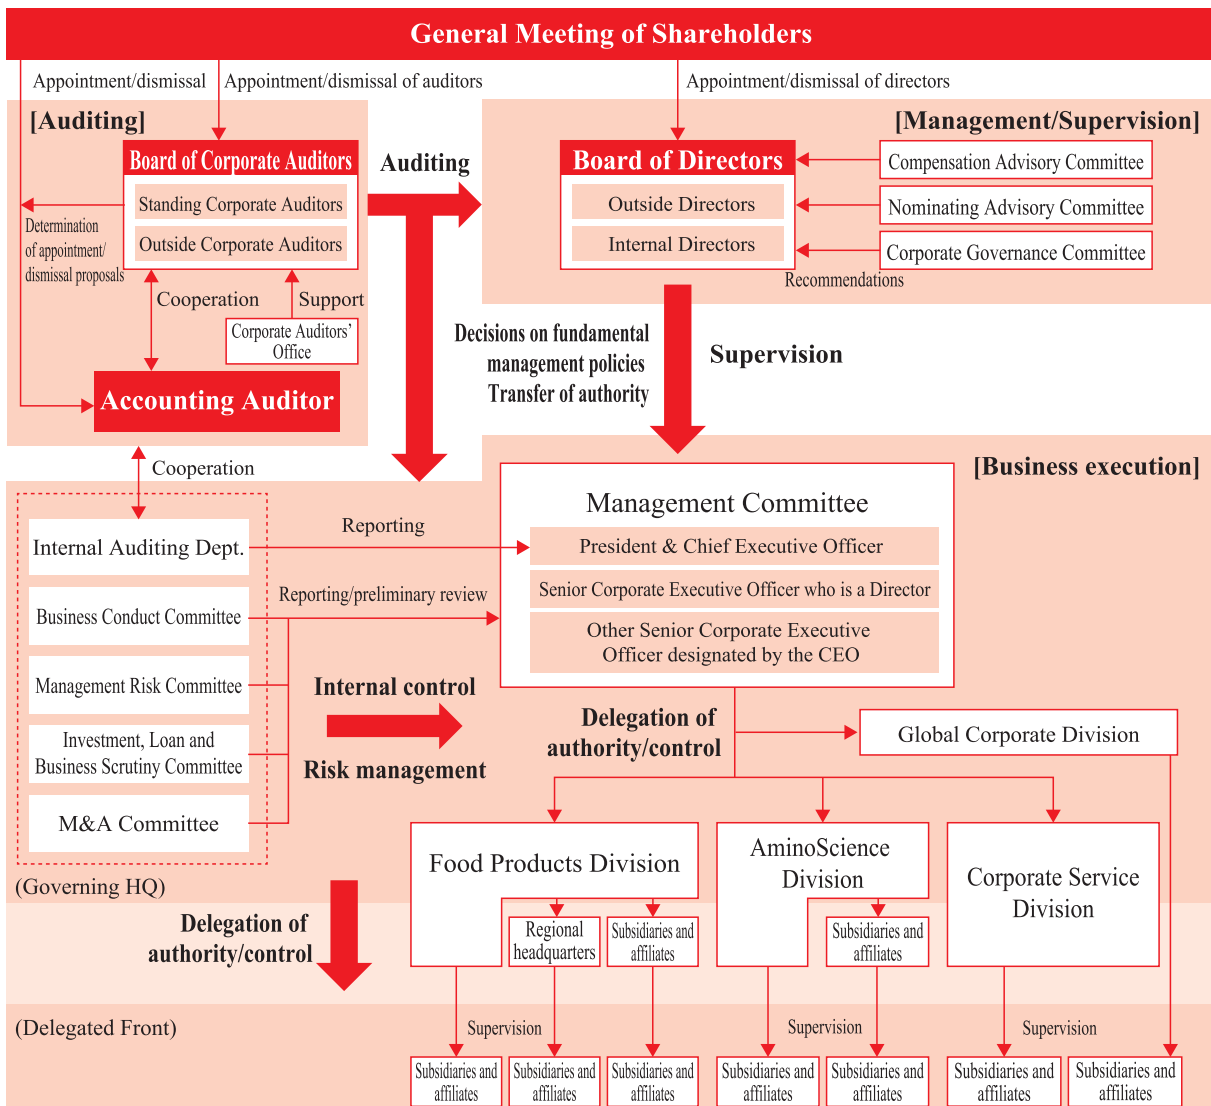 General Meeting of Shareholders
Appointment/dismissal
Appointment/dismissal of auditors
Appointment/dismissal of directors
[Auditing]
Board of Corporate Auditors
Standing Corporate Auditors
Outside Corporate Auditors
Determination
of appointment/
dismissal proposals
Cooperation
Support
Corporate Auditors’
Office
Accounting Auditor
Auditing
[Management/Supervision]
Board of Directors
Outside Directors
Internal Directors
Compensation Advisory Committee
Nominating Advisory Committee
Corporate Governance Committee
Recommendations
Decisions on fundamental
management policies
Transfer of authority
Supervision
Cooperation
[Business execution]
Internal Auditing Dept.
Business Conduct Committee
Management Risk Committee
Investment, Loan and
Business Scrutiny Committee
M&A Committee
(Governing HQ)
Reporting
Reporting/preliminary review
Internal control
Risk management
Management Committee
President & Chief Executive Officer
Senior Corporate Executive Officer who is a Director
Other Senior Corporate Executive
Officer designated by the CEO
Delegation of
authority/control
Global Corporate Division
Food Products Division
AminoScience
Division
Corporate Service
Division
Delegation of
authority/control
Regional
headquarters
Subsidiaries and
affiliates
Subsidiaries and
affiliates
(Delegated Front)
Supervision
Supervision
Supervision
Subsidiaries and
affiliates
Subsidiaries and
affiliates
Subsidiaries and
affiliates
Subsidiaries and
affiliates
Subsidiaries and
affiliates
Subsidiaries and
affiliates
Subsidiaries and
affiliates